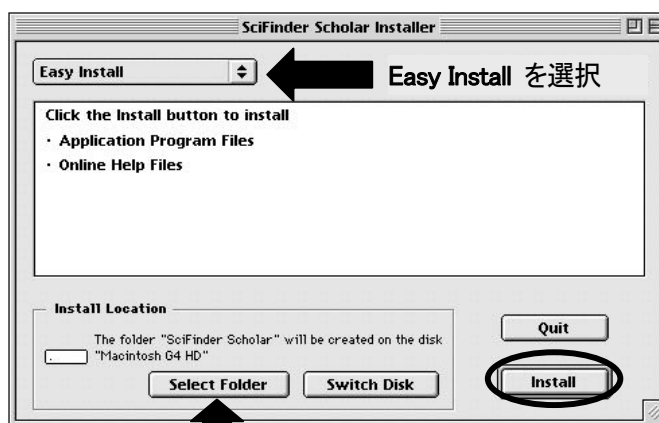 SciFinder Scholar Installer
Easy Install
Easy Install を選択
Click the Install button to install
· Application Program Files
· Online Help Files
Install Location
The folder "SciFinder Scholar" will be created on the disk
"Macintosh G4 HD"
Quit
Select Folder
Switch Disk
Install